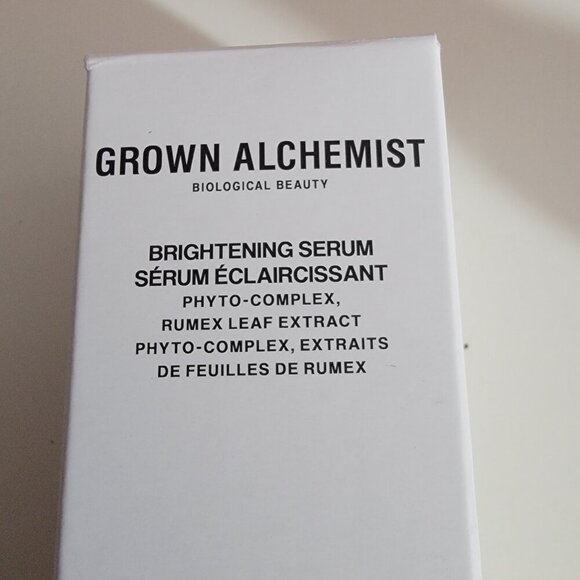 GROWN ALCHEMIST
BIOLOGICAL BEAUTY
BRIGHTENING SERUM
SÉRUM ÉCLAIRCISSANT
PHYTO-COMPLEX,
RUMEX LEAF EXTRACT
PHYTO-COMPLEX, EXTRAITS
DE FEUILLES DE RUMEX